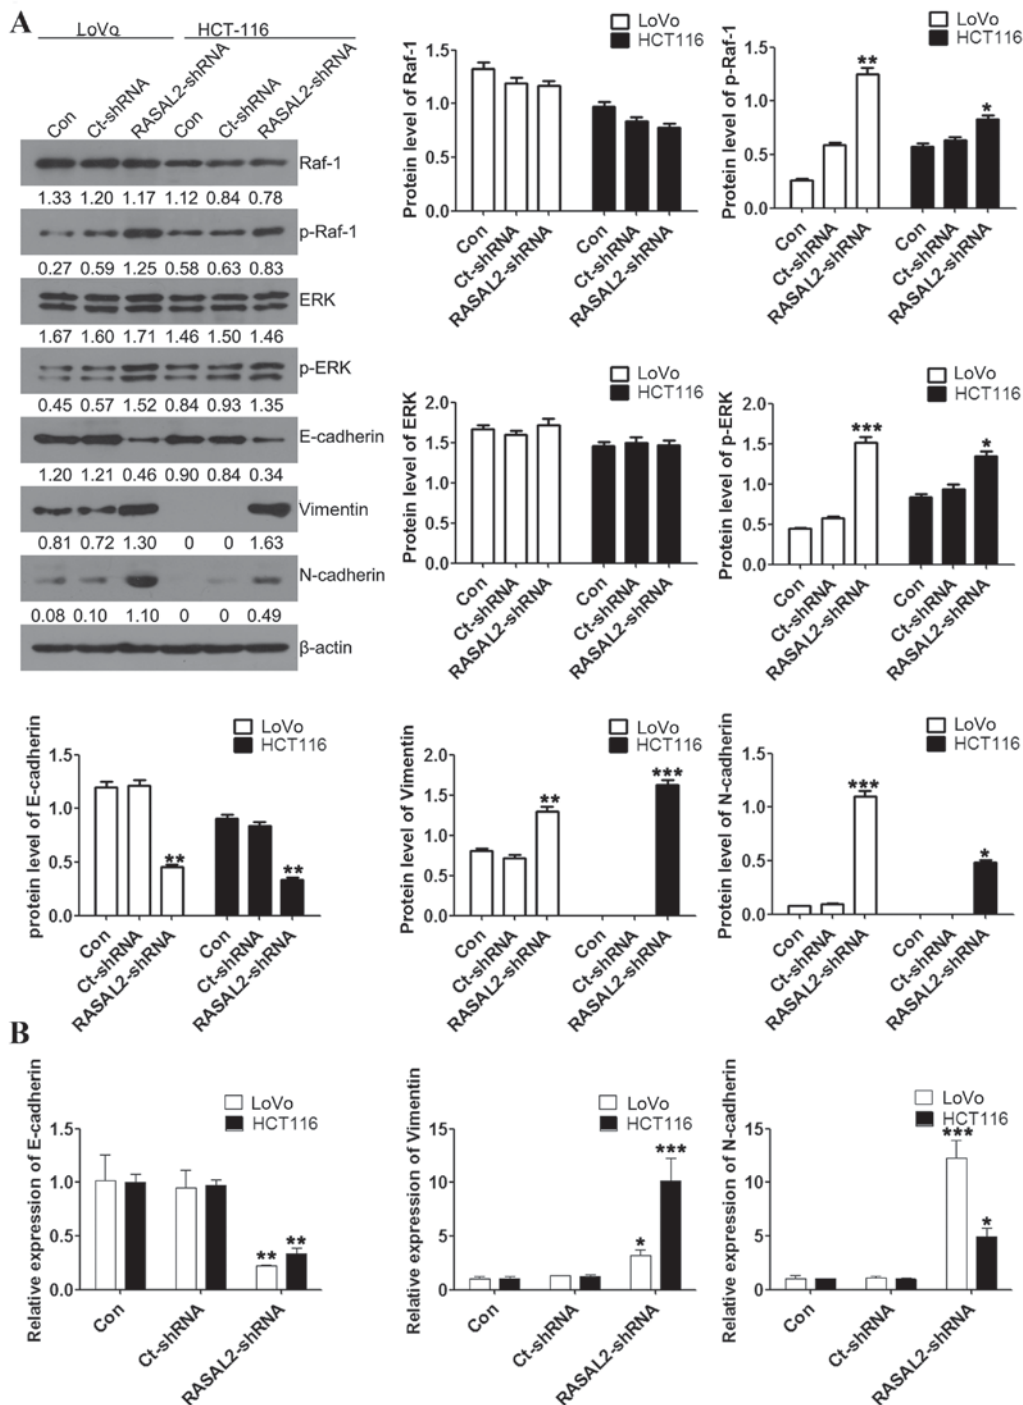 A
LoVo HCT-116
Con Ct-shRNA RASAL2-shRNA Con Ct-shRNA RASAL2-shRNA
Raf-1
1.33 1.20 1.17 1.12 0.84 0.78
p-Raf-1
0.27 0.59 1.25 0.58 0.63 0.83
ERK
1.67 1.60 1.71 1.46 1.50 1.46
p-ERK
0.45 0.57 1.52 0.84 0.93 1.35
E-cadherin
1.20 1.21 0.46 0.90 0.84 0.34
Vimentin
0.81 0.72 1.30 0 0 1.63
N-cadherin
0.08 0.10 1.10 0 0 0.49
β-actin
LoVo
HCT116
Protein level of Raf-1
1.5
1.0
0.5
0.0
Con Ct-shRNA RASAL2-shRNA Con Ct-shRNA RASAL2-shRNA
LoVo
HCT116
Protein level of p-Raf-1
1.5
1.0
0.5
0.0
** *
Con Ct-shRNA RASAL2-shRNA Con Ct-shRNA RASAL2-shRNA
LoVo
HCT116
Protein level of ERK
2.0
1.5
1.0
0.5
0.0
Con Ct-shRNA RASAL2-shRNA Con Ct-shRNA RASAL2-shRNA
LoVo
HCT116
Protein level of p-ERK
2.0
1.5
1.0
0.5
0.0
*** *
Con Ct-shRNA RASAL2-shRNA Con Ct-shRNA RASAL2-shRNA
LoVo
HCT116
protein level of E-cadherin
1.5
1.0
0.5
0.0
** **
Con Ct-shRNA RASAL2-shRNA Con Ct-shRNA RASAL2-shRNA
LoVo
HCT116
Protein level of Vimentin
2.0
1.5
1.0
0.5
0.0
** ***
Con Ct-shRNA RASAL2-shRNA Con Ct-shRNA RASAL2-shRNA
LoVo
HCT116
Protein level of N-cadherin
1.5
1.0
0.5
0.0
*** *
Con Ct-shRNA RASAL2-shRNA Con Ct-shRNA RASAL2-shRNA
B
LoVo
HCT116
Relative expression of E-cadherin
1.5
1.0
0.5
0.0
** **
Con Ct-shRNA RASAL2-shRNA
LoVo
HCT116
Relative expression of Vimentin
15
10
5
0
* ***
Con Ct-shRNA RASAL2-shRNA
LoVo
HCT116
Relative expression of N-cadherin
15
10
5
0
*** *
Con Ct-shRNA RASAL2-shRNA